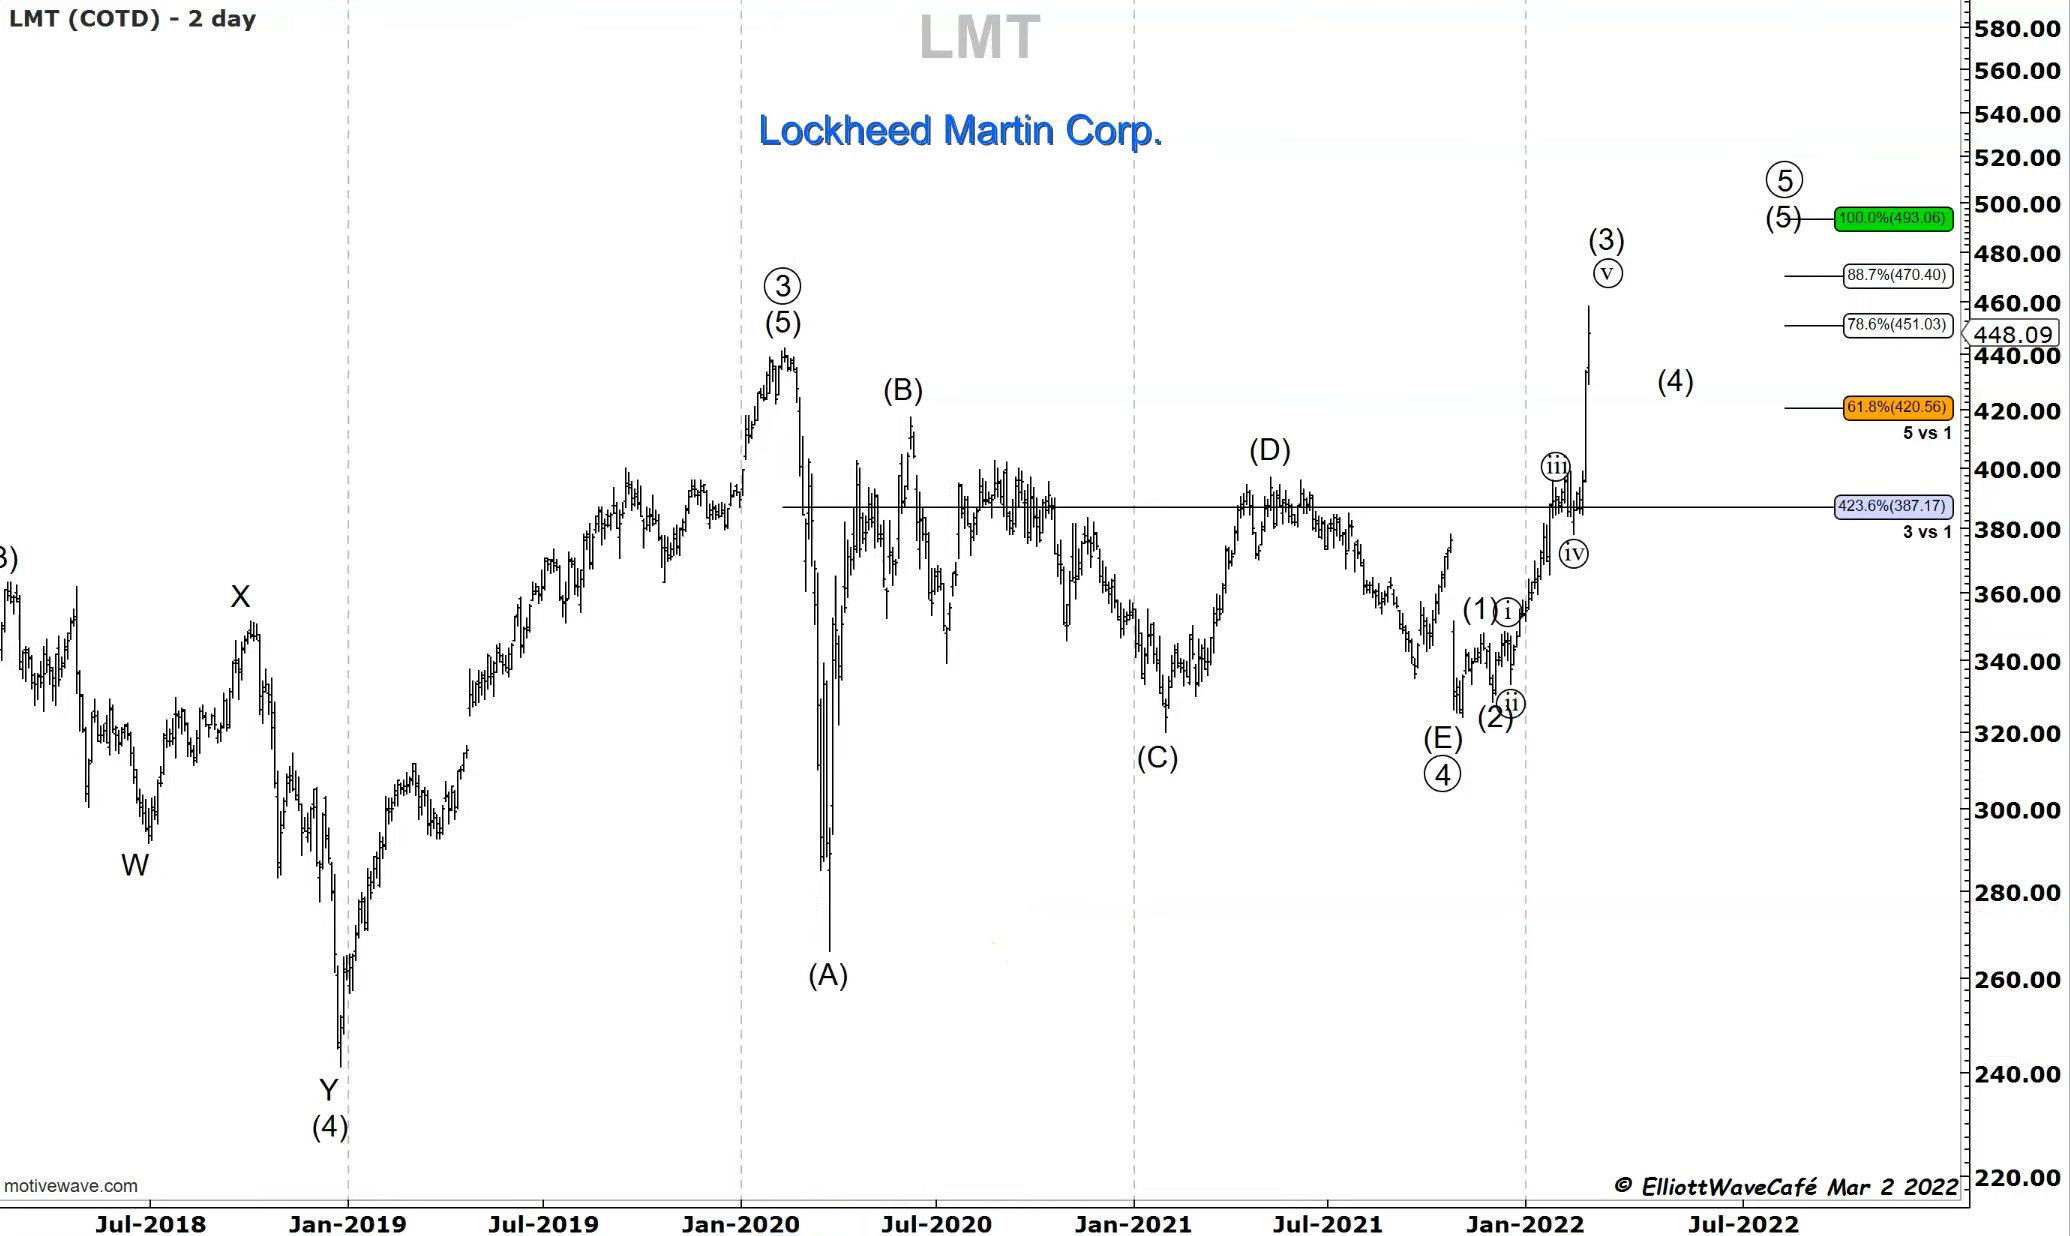 LMT (COTD) - 2 day
LMT
Lockheed Martin Corp.
580.00
560.00
540.00
520.00
500.00
480.00
460.00
448.09
440.00
420.00
400.00
380.00
360.00
340.00
320.00
300.00
280.00
260.00
240.00
220.00
5
(5)
100.0%(493.06)
(3)
v
88.7%(470.40)
78.6%(451.03)
3
(5)
(B)
(4)
61.8%(420.56)
5 vs 1
(D)
iii
423.6%(387.17)
3 vs 1
iv
3)
X
(1) i
ii
(2)
(E)
4
(C)
W
(A)
Y
(4)
motivewave.com
© ElliottWaveCafé Mar 2 2022
Jul-2018 Jan-2019 Jul-2019 Jan-2020 Jul-2020 Jan-2021 Jul-2021 Jan-2022 Jul-2022